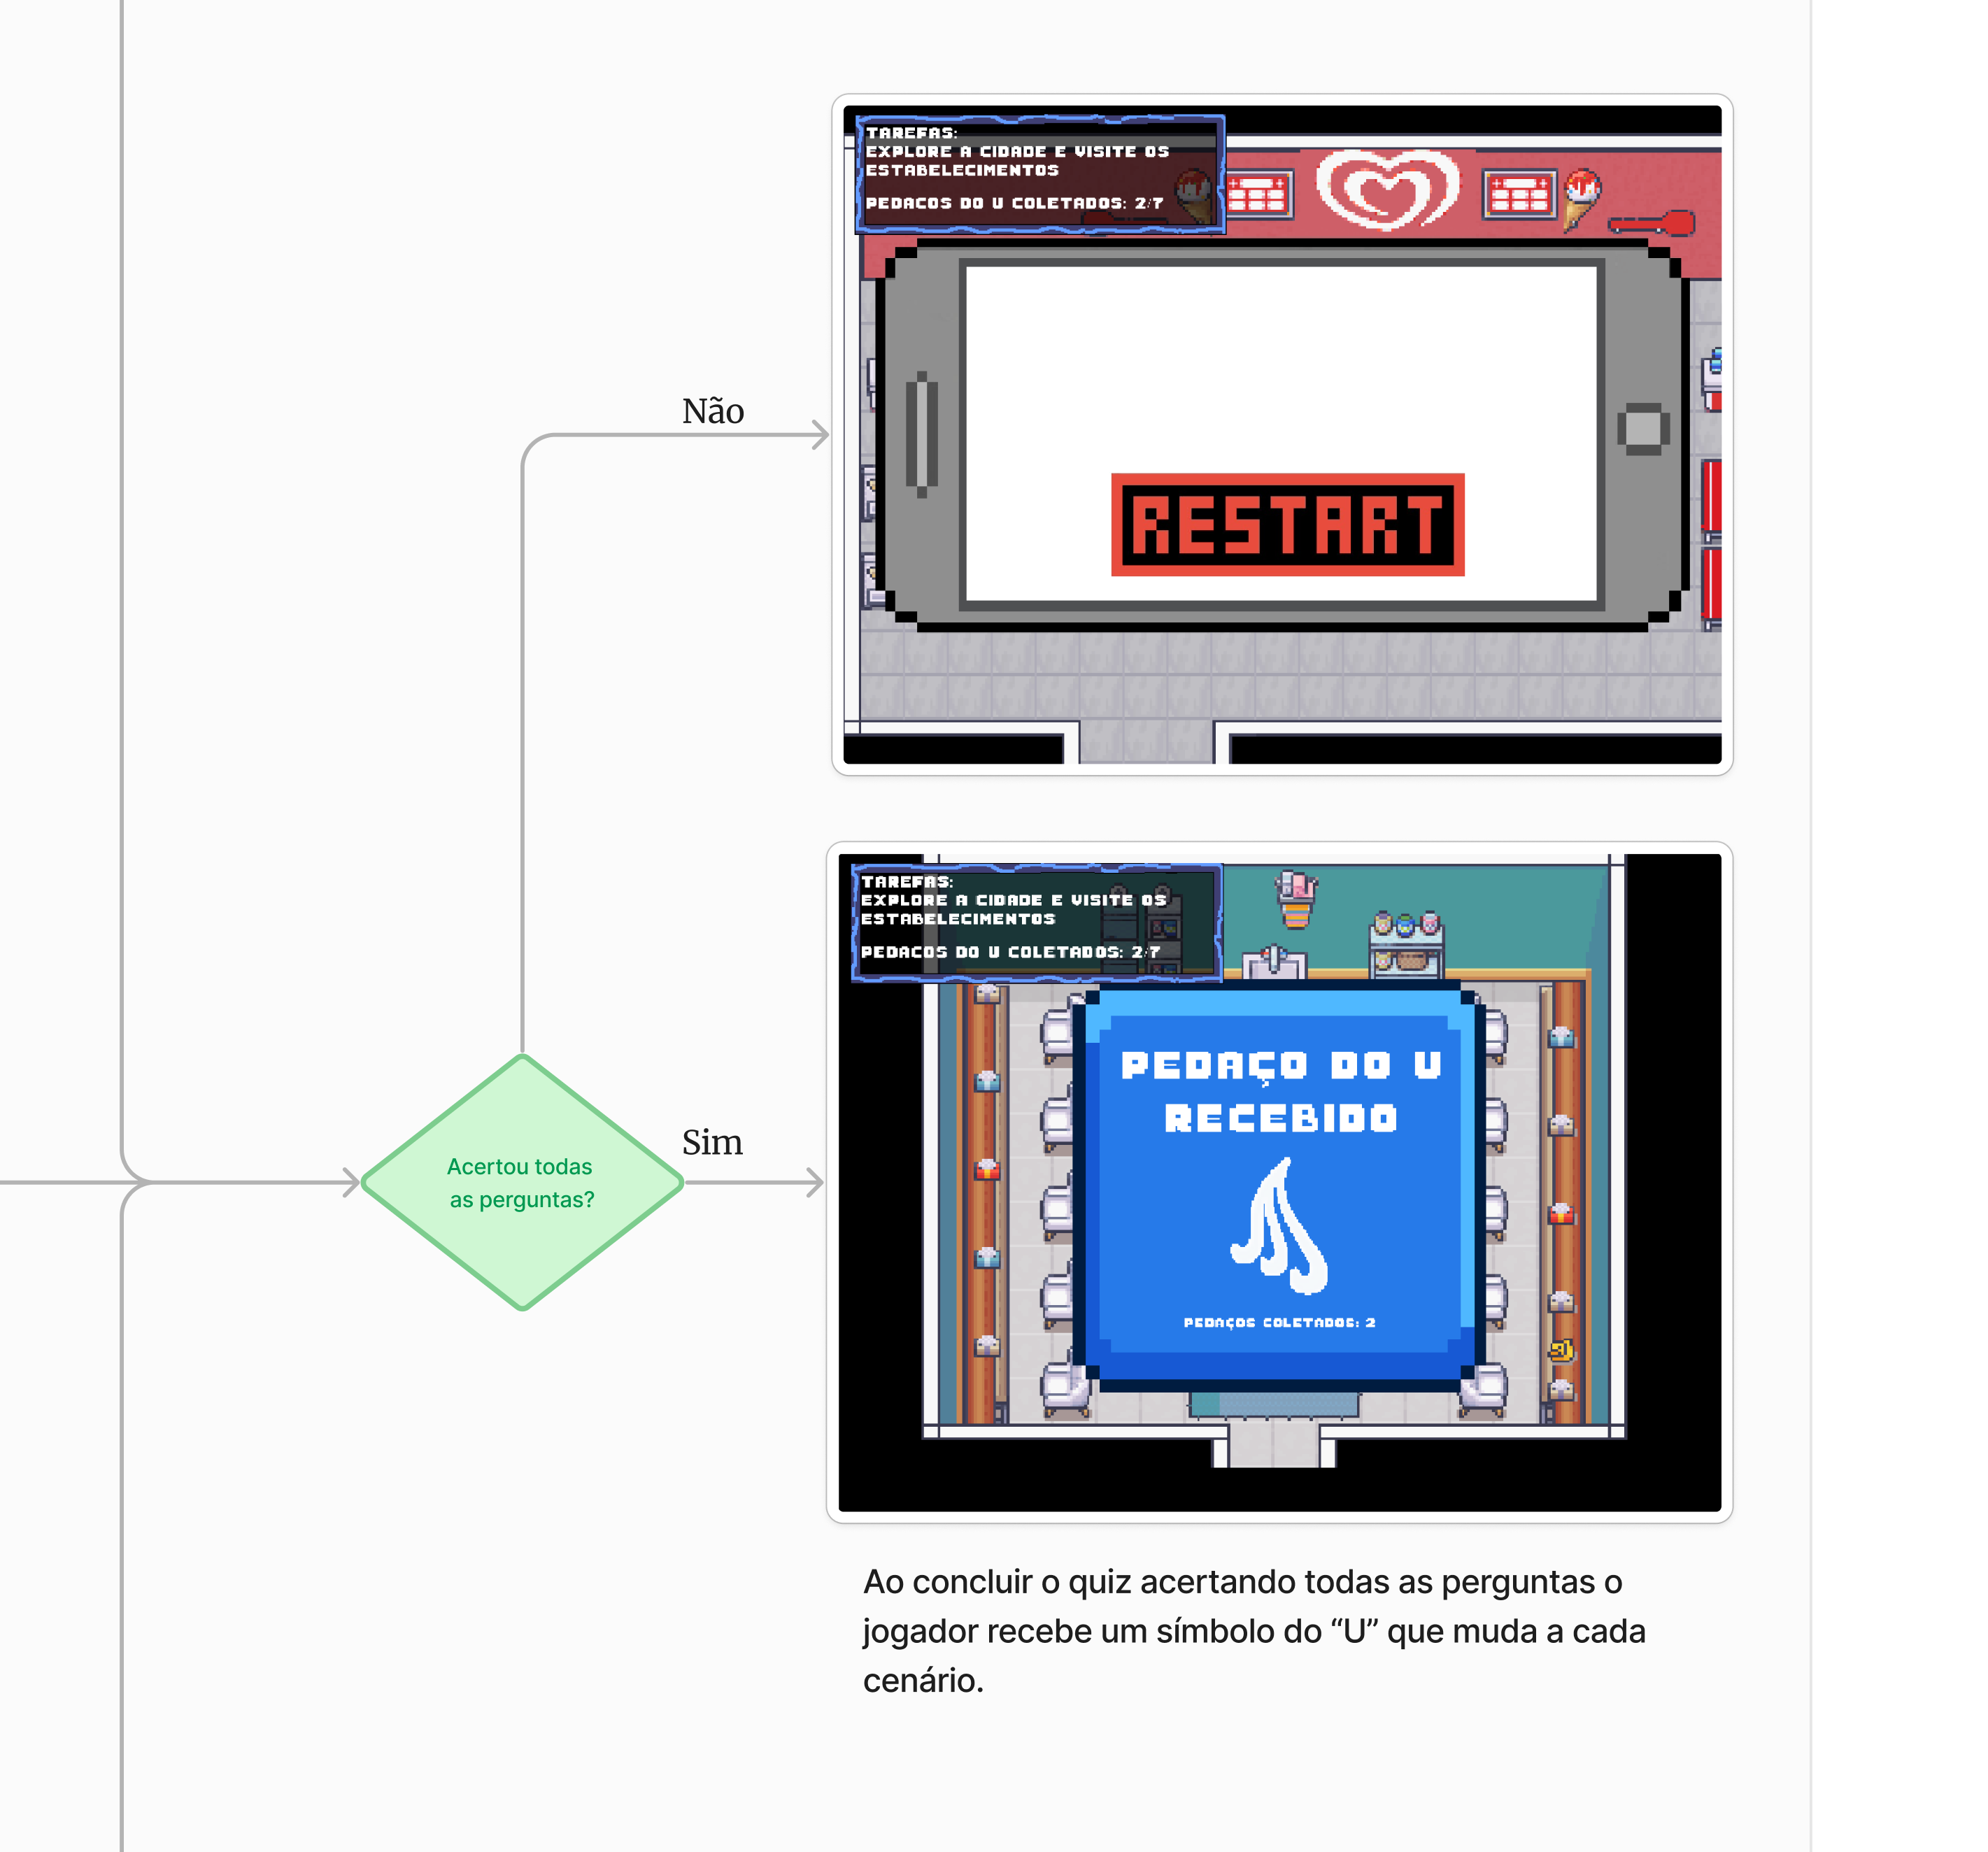 TAREFAS:
EXPLORE A CIDADE E VISITE OS
ESTABELECIMENTOS
PEDACOS DO U COLETADOS: 2/7
RESTART
Não
Acertou todas
as perguntas?
Sim
TAREFAS:
EXPLORE A CIDADE E VISITE OS
ESTABELECIMENTOS
PEDACOS DO U COLETADOS: 2/7
PEDAÇO DO U
RECEBIDO
PEDAÇOS COLETADOS: 2
Ao concluir o quiz acertando todas as perguntas o
jogador recebe um símbolo do “U” que muda a cada
cenário.